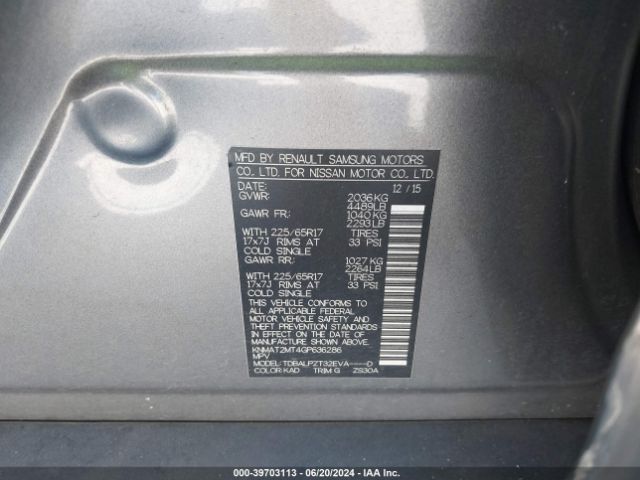 MFD BY RENAULT SAMSUNG MOTORS
CO. LTD. FOR NISSAN MOTOR CO., LTD.
DATE: 12 / 15
GVWR: 2036 KG
4489LB
GAWR FR: 1040 KG
2293 LB
WITH 225/65R17 TIRES
17x7J RIMS AT 33 PSI
COLD SINGLE
GAWR RR: 1027 KG
2264LB
WITH 225/65R17 TIRES
17x7J RIMS AT 33 PSI
COLD SINGLE
THIS VEHICLE CONFORMS TO
ALL APPLICABLE FEDERAL
MOTOR VEHICLE SAFETY AND
THEFT PREVENTION STANDARDS
IN EFFECT ON THE DATE OF
MANUFACTURE SHOWN ABOVE.
KNMAT2MT4GP636286
MPV
MODEL: TDBALPZT32EVA----D
COLOR: KAD TRIM: G ZS30A
000-39703113 - 06/20/2024 - IAA Inc.